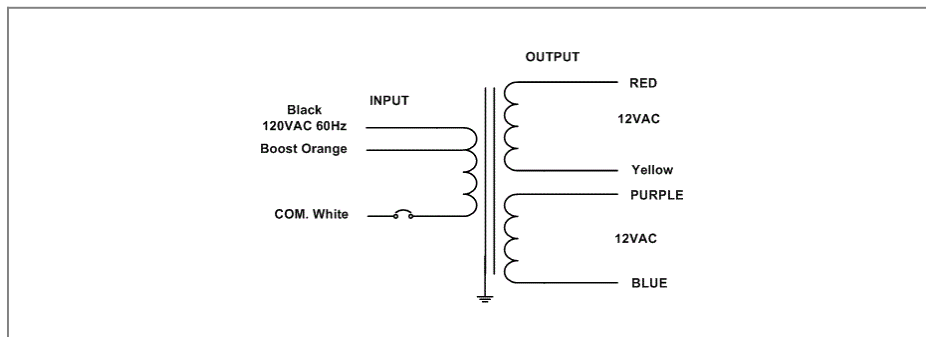 OUTPUT
RED
INPUT
Black
120VAC 60Hz
12VAC
Boost Orange
Yellow
PURPLE
COM. White
12VAC
BLUE